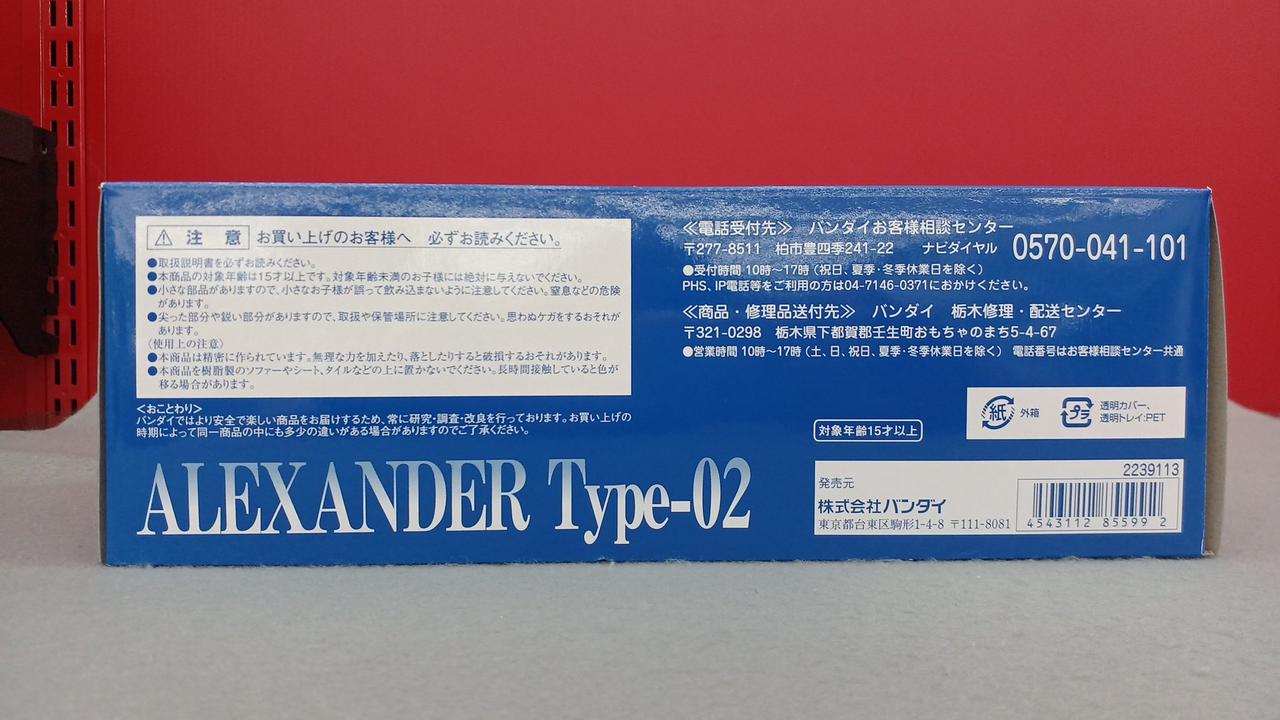 注意 お買い上げのお客様へ 必ずお読みください。
●取扱説明書を必ずお読みください。
●本商品の対象年齢は15才以上です。対象年齢未満のお子様には絶対に与えないでください。
●小さな部品がありますので、小さなお子様が誤って飲み込まないように注意してください。窒息などの危険
があります。
●尖った部分や鋭い部分がありますので、取扱や保管場所に注意してください。思わぬケガをするおそれが
あります。
〈使用上の注意〉
●本商品は精密に作られています。無理な力を加えたり、落としたりすると破損するおそれがあります。
●本商品を樹脂製のソファーやシート、タイルなどの上に置かないでください。長時間接触していると色が
移る場合があります。
<おことわり>
バンダイではより安全で楽しい商品をお届けするため、常に研究・調査・改良を行っております。お買い上げの
時期によって同一商品の中にも多少の違いがある場合がありますのでご了承ください。
ALEXANDER Type-02
≪電話受付先≫ バンダイお客様相談センター
〒277-8511 柏市豊四季241-22 ナビダイヤル 0570-041-101
●受付時間 10時～17時(祝日、夏季・冬季休業日を除く)
PHS、IP電話等をご利用の方は04-7146-0371におかけください。
≪商品・修理品送付先≫ バンダイ 栃木修理・配送センター
〒321-0298 栃木県下都賀郡壬生町おもちゃのまち5-4-67
●営業時間 10時～17時(土、日、祝日、夏季・冬季休業日を除く) 電話番号はお客様相談センター共通
紙 外箱 プラ 透明カバー、
透明トレイ:PET
対象年齢15才以上
発売元
株式会社バンダイ
東京都台東区駒形1-4-8 〒111-8081
2239113
4543112 85599 2